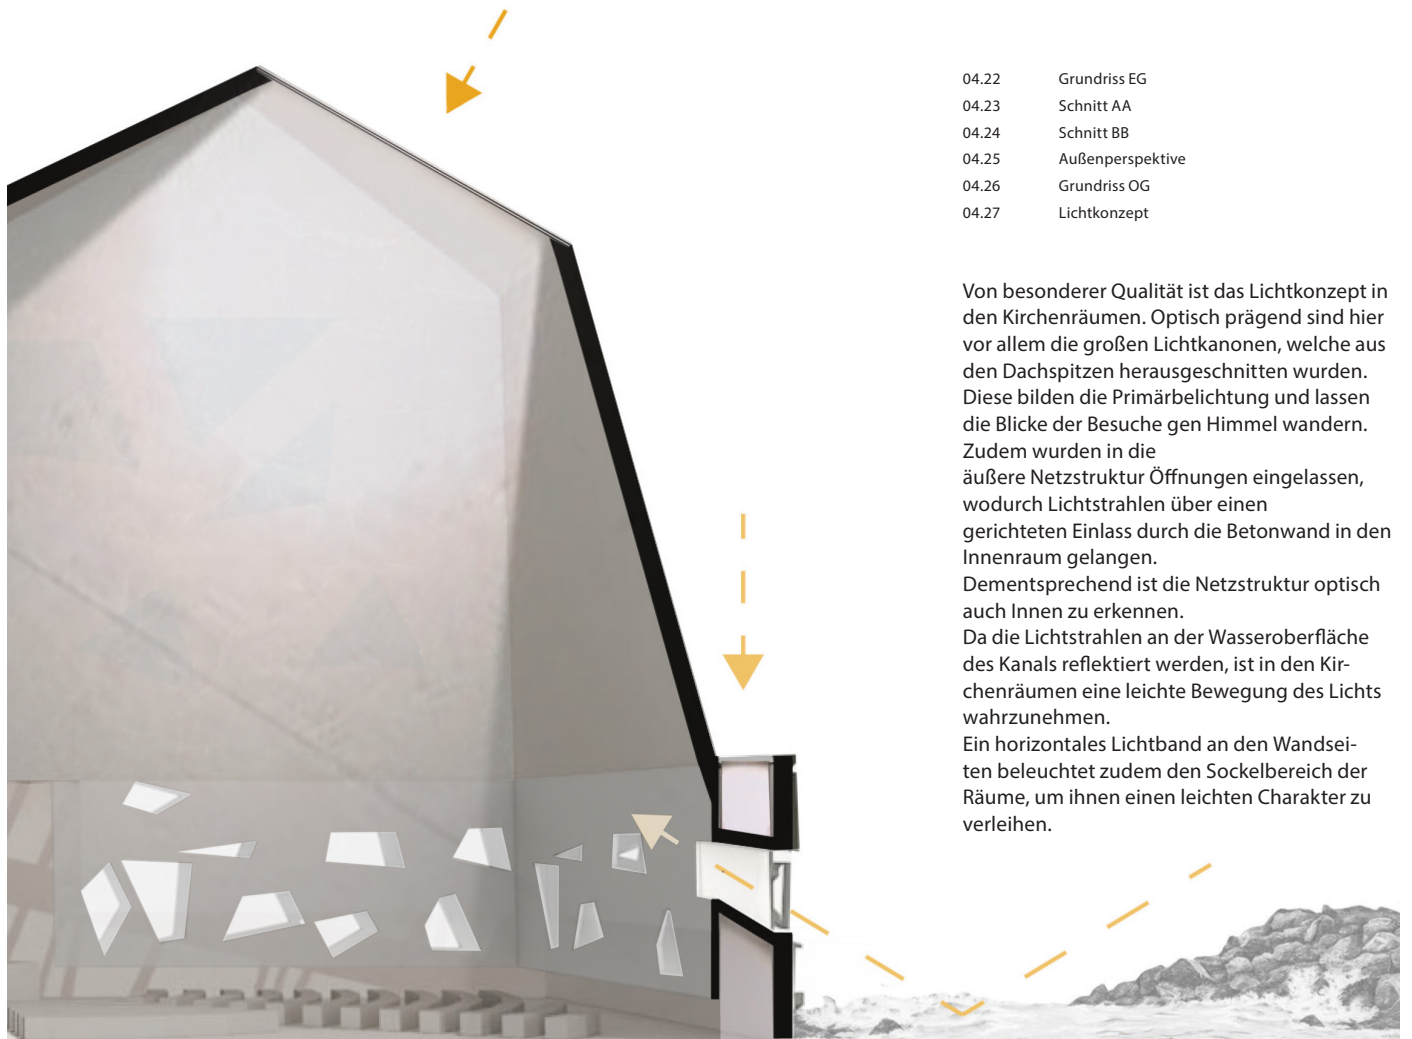 04.22 Grundriss EG
04.23 Schnitt AA
04.24 Schnitt BB
04.25 Außenperspektive
04.26 Grundriss OG
04.27 Lichtkonzept
Von besonderer Qualität ist das Lichtkonzept in
den Kirchenräumen. Optisch prägend sind hier
vor allem die großen Lichtkanonen, welche aus
den Dachspitzen herausgeschnitten wurden.
Diese bilden die Primärbelichtung und lassen
die Blicke der Besuche gen Himmel wandern.
Zudem wurden in die
äußere Netzstruktur Öffnungen eingelassen,
wodurch Lichtstrahlen über einen
gerichteten Einlass durch die Betonwand in den
Innenraum gelangen.
Dementsprechend ist die Netzstruktur optisch
auch Innen zu erkennen.
Da die Lichtstrahlen an der Wasseroberfläche
des Kanals reflektiert werden, ist in den Kir-
chenräumen eine leichte Bewegung des Lichts
wahrzunehmen.
Ein horizontales Lichtband an den Wandsei-
ten beleuchtet zudem den Sockelbereich der
Räume, um ihnen einen leichten Charakter zu
verleihen.